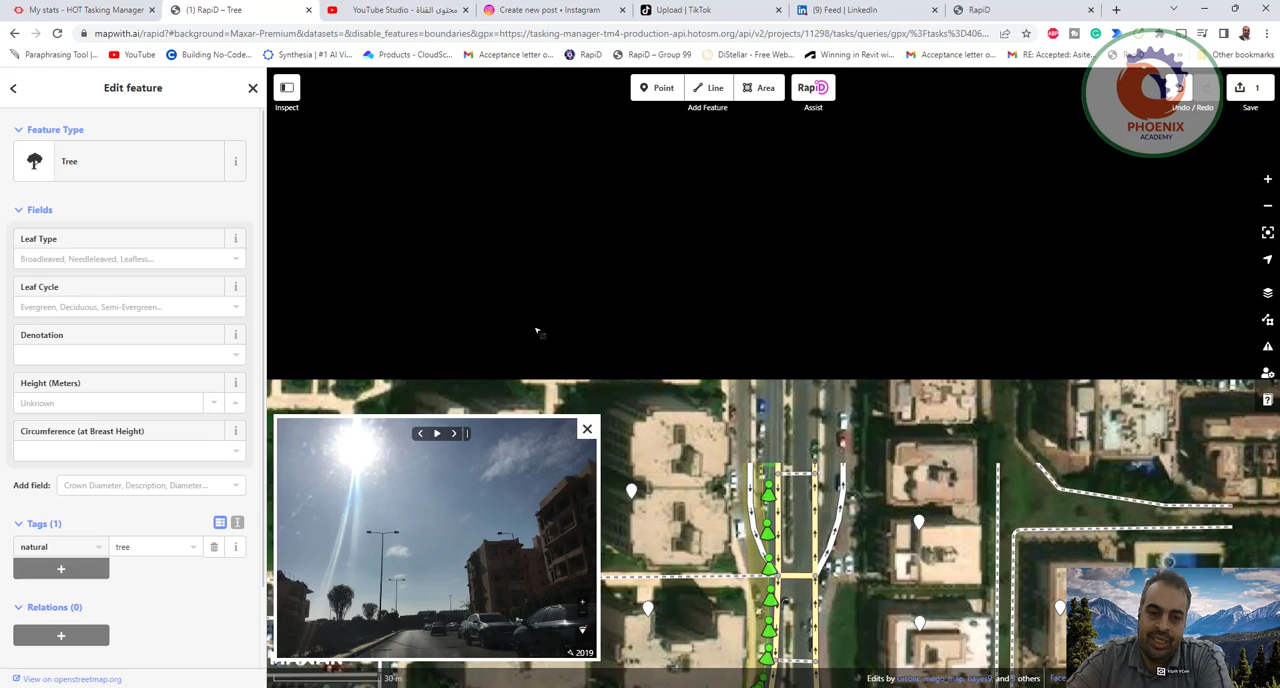 My stats - HOT Tasking Manager
(1) RapiD – Tree
YouTube Studio - محتوى القناة
Create new post • Instagram
Upload | TikTok
(9) Feed | LinkedIn
RapiD
mapwith.ai/rapid?#background=Maxar-Premium&datasets=&disable_features=boundaries&gpx=https://tasking-manager-tm4-production-api.hotosm.org/api/v2/projects/11298/tasks/queries/gpx/%3Ftasks%3D406...
Paraphrasing Tool |...
YouTube
Building No-Code...
Synthesia | #1 AI Vi...
Products - CloudSc...
Acceptance letter o...
RapiD
RapiD – Group 99
DiStellar - Free Web...
Winning in Revit wi...
Acceptance lettern o...
RE: Accepted: Asite...
Other bookmarks
Edit feature
Inspect
Point
Line
Area
Add Feature
RapiD
Assist
Undo / Redo
1
Save
PHOENIX
ACADEMY
Feature Type
Tree
Fields
Leaf Type
Broadleaved, Needleleaved, Leafless...
Leaf Cycle
Evergreen, Deciduous, Semi-Evergreen...
Denotation
Height (Meters)
Unknown
Circumference (at Breast Height)
Add field:
Crown Diameter, Description, Diameter...
Tags (1)
natural
tree
Relations (0)
View on openstreetmap.org
2019
30 m
Edits by Gisolic, mego_map, hayes9 and 9 others